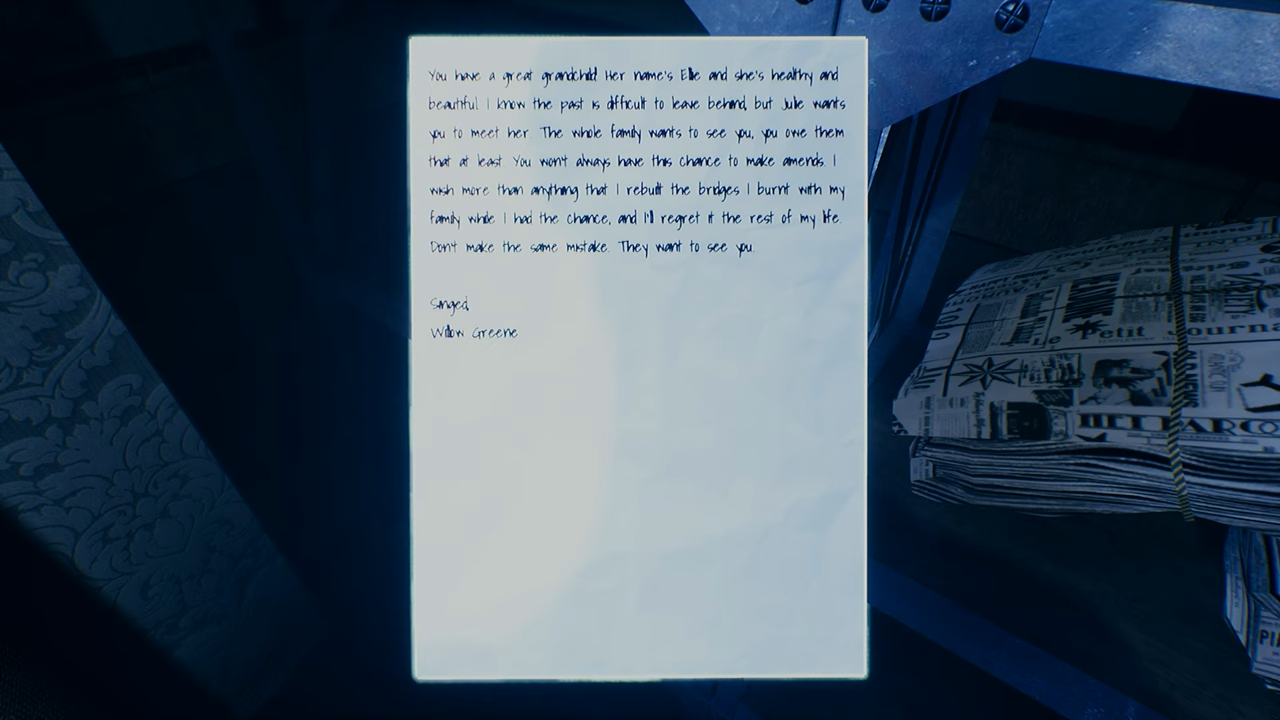 You have a great grandchild! Her name's Ellie and she's healthy and
beautiful. I know the past is difficult to leave behind, but Julie wants
you to meet her. The whole family wants to see you, you owe them
that at least. You won't always have this chance to make amends. I
wish more than anything that I rebuilt the bridges I burnt with my
family while I had the chance, and I'll regret it the rest of my life.
Don't make the same mistake. They want to see you.
Singed,
Willow Greene
Le Petit Journa